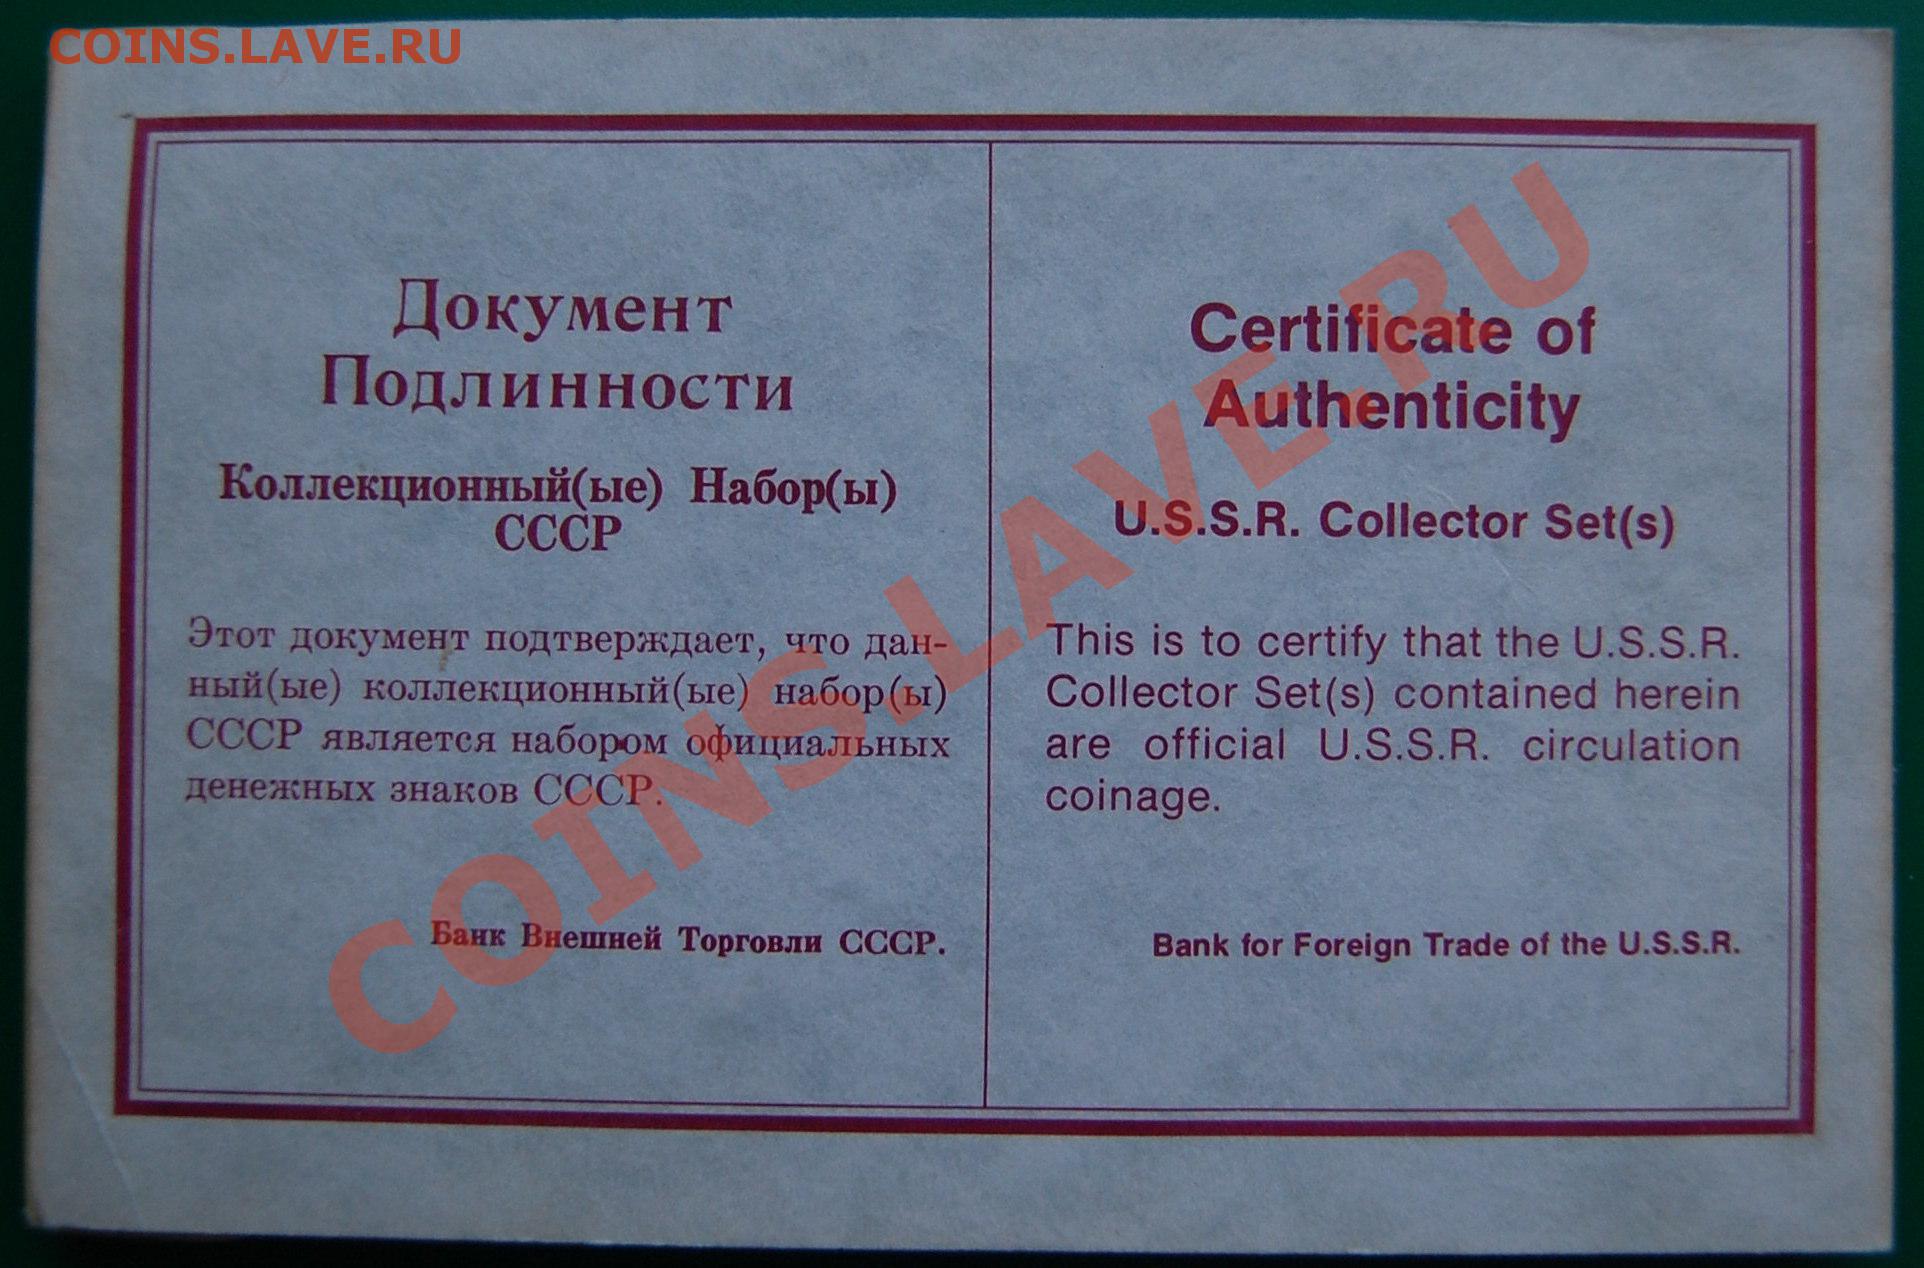 COINS.LAVE.RU
Документ
Подлинности
Коллекционный(ые) Набор(ы)
СССР
Этот документ подтверждает, что дан-
ный(ые) коллекционный(ые) набор(ы)
СССР является набором официальных
денежных знаков СССР.
Банк Внешней Торговли СССР.
Certificate of
Authenticity
U.S.S.R. Collector Set(s)
This is to certify that the U.S.S.R.
Collector Set(s) contained herein
are official U.S.S.R. circulation
coinage.
Bank for Foreign Trade of the U.S.S.R.
COINS.LAVE.RU